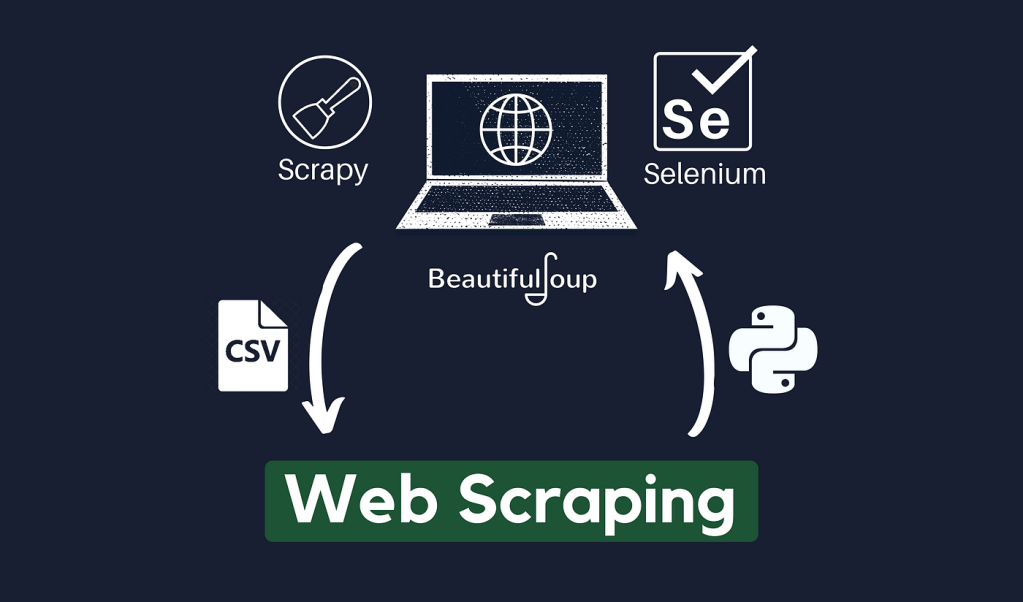 Scrapy
Se
Selenium
BeautifulSoup
CSV
Web Scraping